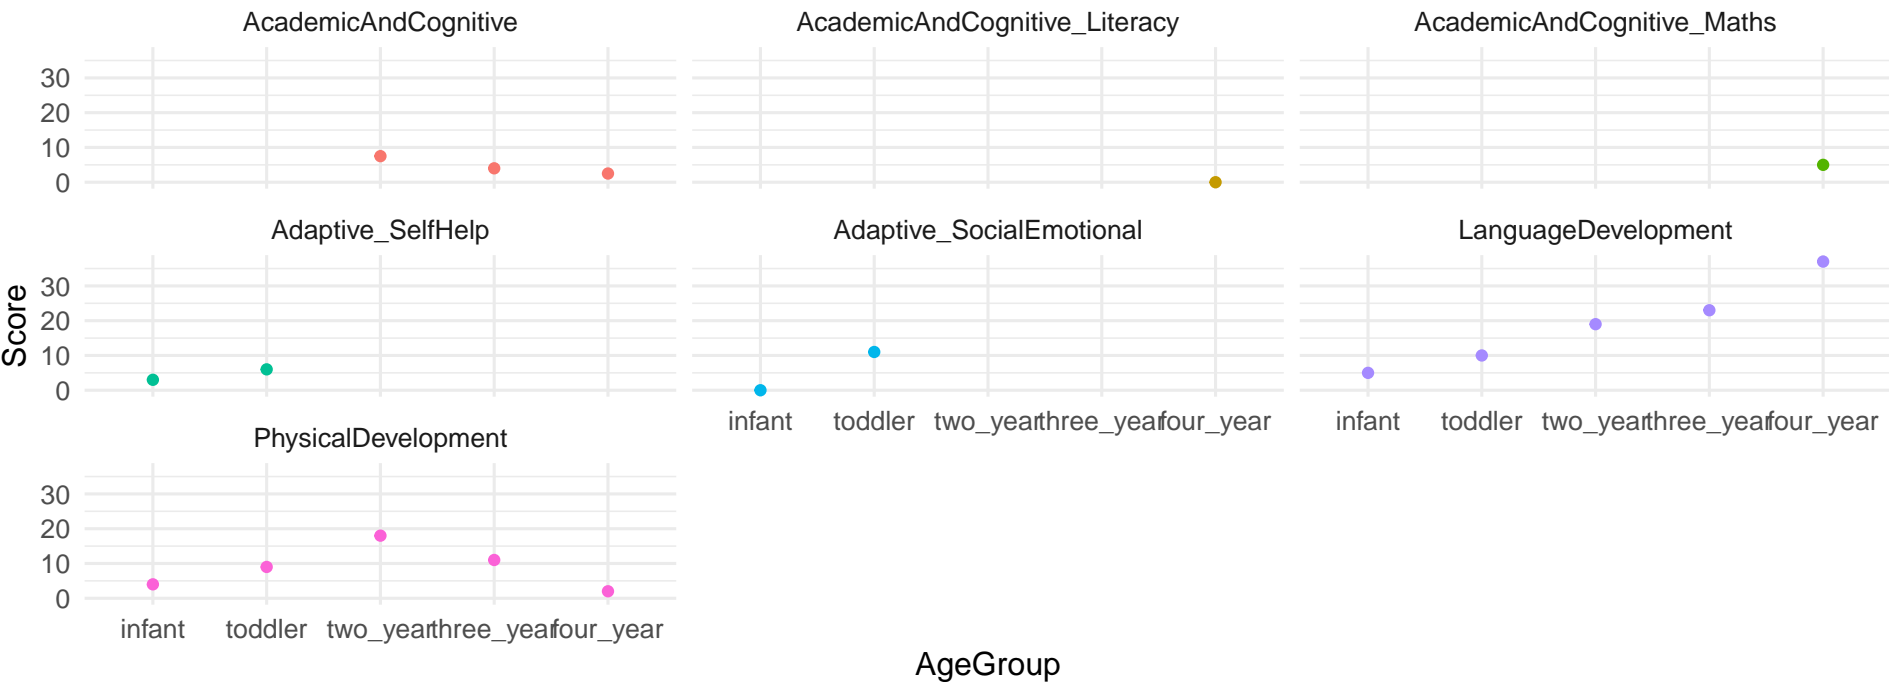 AcademicAndCognitive
AcademicAndCognitive_Literacy
AcademicAndCognitive_Maths
30
20
10
0
Adaptive_SelfHelp
Adaptive_SocialEmotional
LanguageDevelopment
30
20
10
0
Score
infant toddler two_year three_year four_year
infant toddler two_year three_year four_year
PhysicalDevelopment
30
20
10
0
infant toddler two_year three_year four_year
AgeGroup